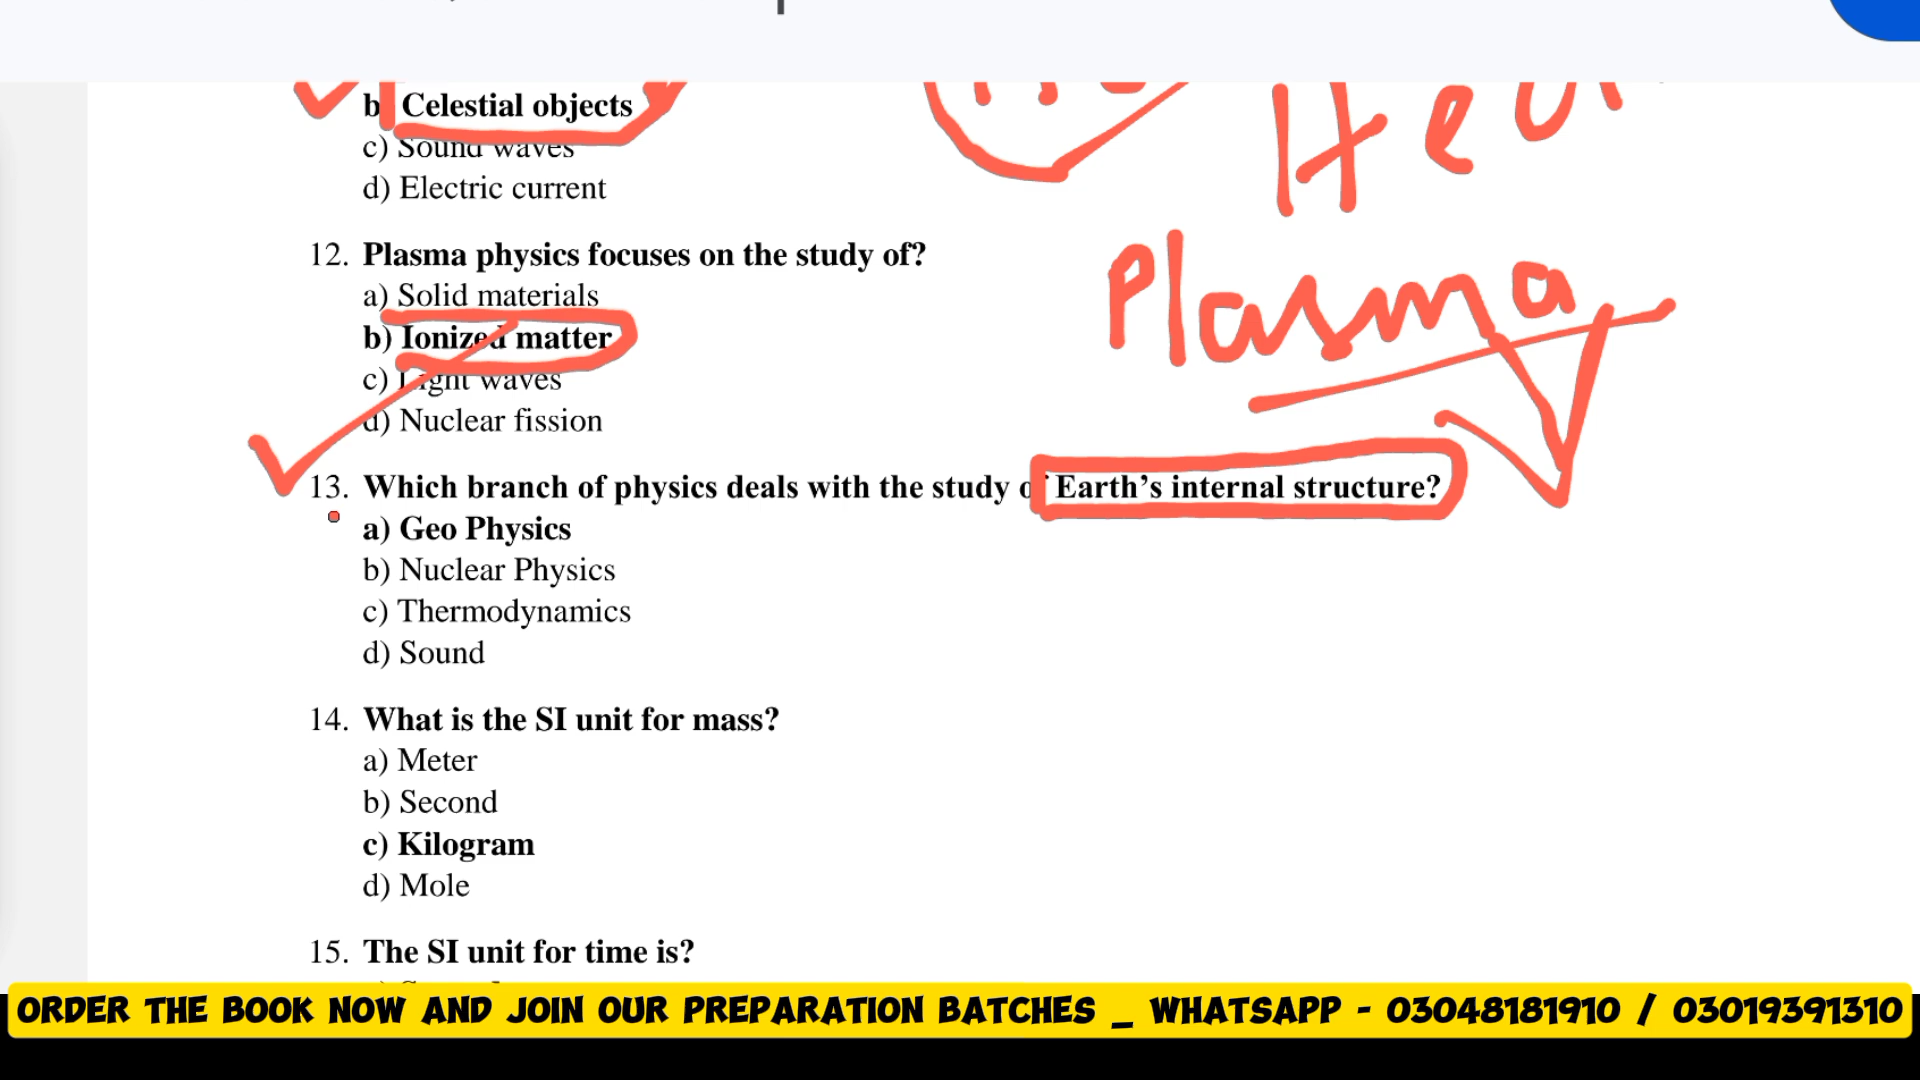 b) Celestial objects
c) Sound waves
d) Electric current
12. Plasma physics focuses on the study of?
a) Solid materials
b) Ionized matter
c) Light waves
d) Nuclear fission
Plasma
13. Which branch of physics deals with the study of Earth's internal structure?
a) Geo Physics
b) Nuclear Physics
c) Thermodynamics
d) Sound
14. What is the SI unit for mass?
a) Meter
b) Second
c) Kilogram
d) Mole
15. The SI unit for time is?
ORDER THE BOOK NOW AND JOIN OUR PREPARATION BATCHES _ WHATSAPP - 03048181910 / 03019391310